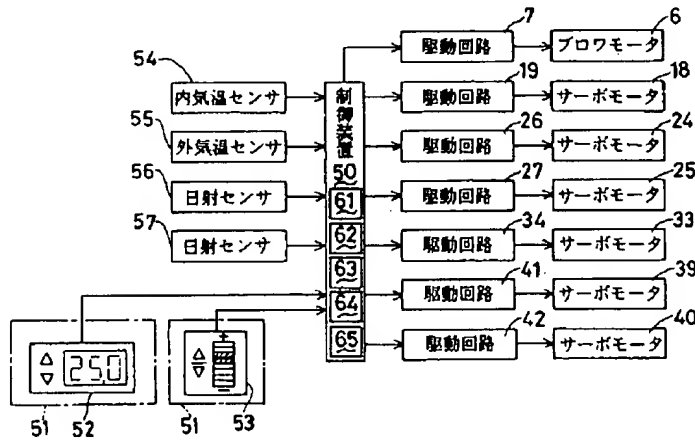 7
6
駆動回路
ブロワモータ
54
内気温センサ
19
18
駆動回路
サーボモータ
55
外気温センサ
制御装置
50
26
24
駆動回路
サーボモータ
56
日射センサ
61
27
25
駆動回路
サーボモータ
57
日射センサ
62
34
33
駆動回路
サーボモータ
63
41
39
駆動回路
サーボモータ
64
42
40
65
駆動回路
サーボモータ
△
▽
25.0
+
△
▽
−
51
52
51
53